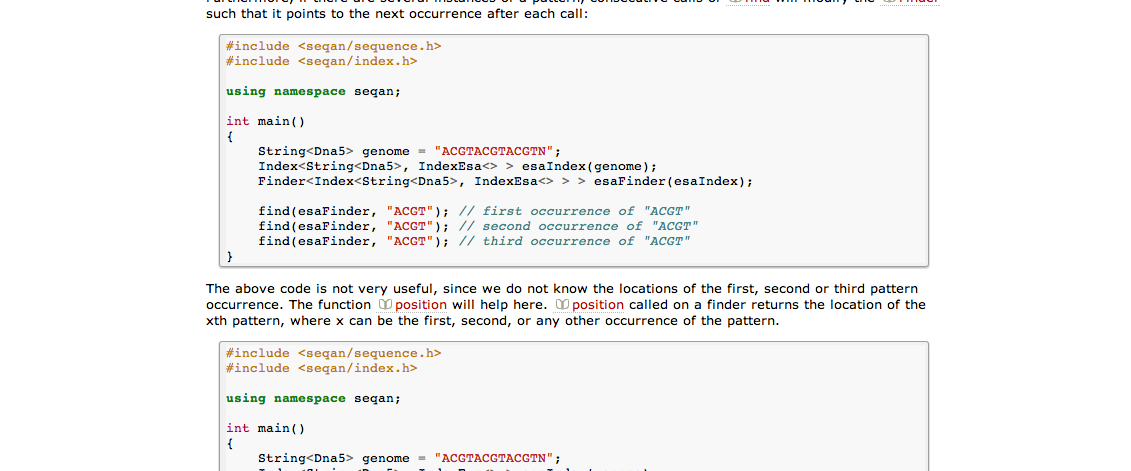 such that it points to the next occurrence after each call:
#include <seqan/sequence.h>
#include <seqan/index.h>
using namespace seqan;
int main()
{
String<Dna5> genome = "ACGTACGTACGTN";
Index<String<Dna5>, IndexEsa<> > esaIndex(genome);
Finder<Index<String<Dna5>, IndexEsa<> > > esaFinder(esaIndex);
find(esaFinder, "ACGT"); // first occurrence of "ACGT"
find(esaFinder, "ACGT"); // second occurrence of "ACGT"
find(esaFinder, "ACGT"); // third occurrence of "ACGT"
}
The above code is not very useful, since we do not know the locations of the first, second or third pattern
occurrence. The function position will help here. position called on a finder returns the location of the
xth pattern, where x can be the first, second, or any other occurrence of the pattern.
#include <seqan/sequence.h>
#include <seqan/index.h>
using namespace seqan;
int main()
{
String<Dna5> genome = "ACGTACGTACGTN";